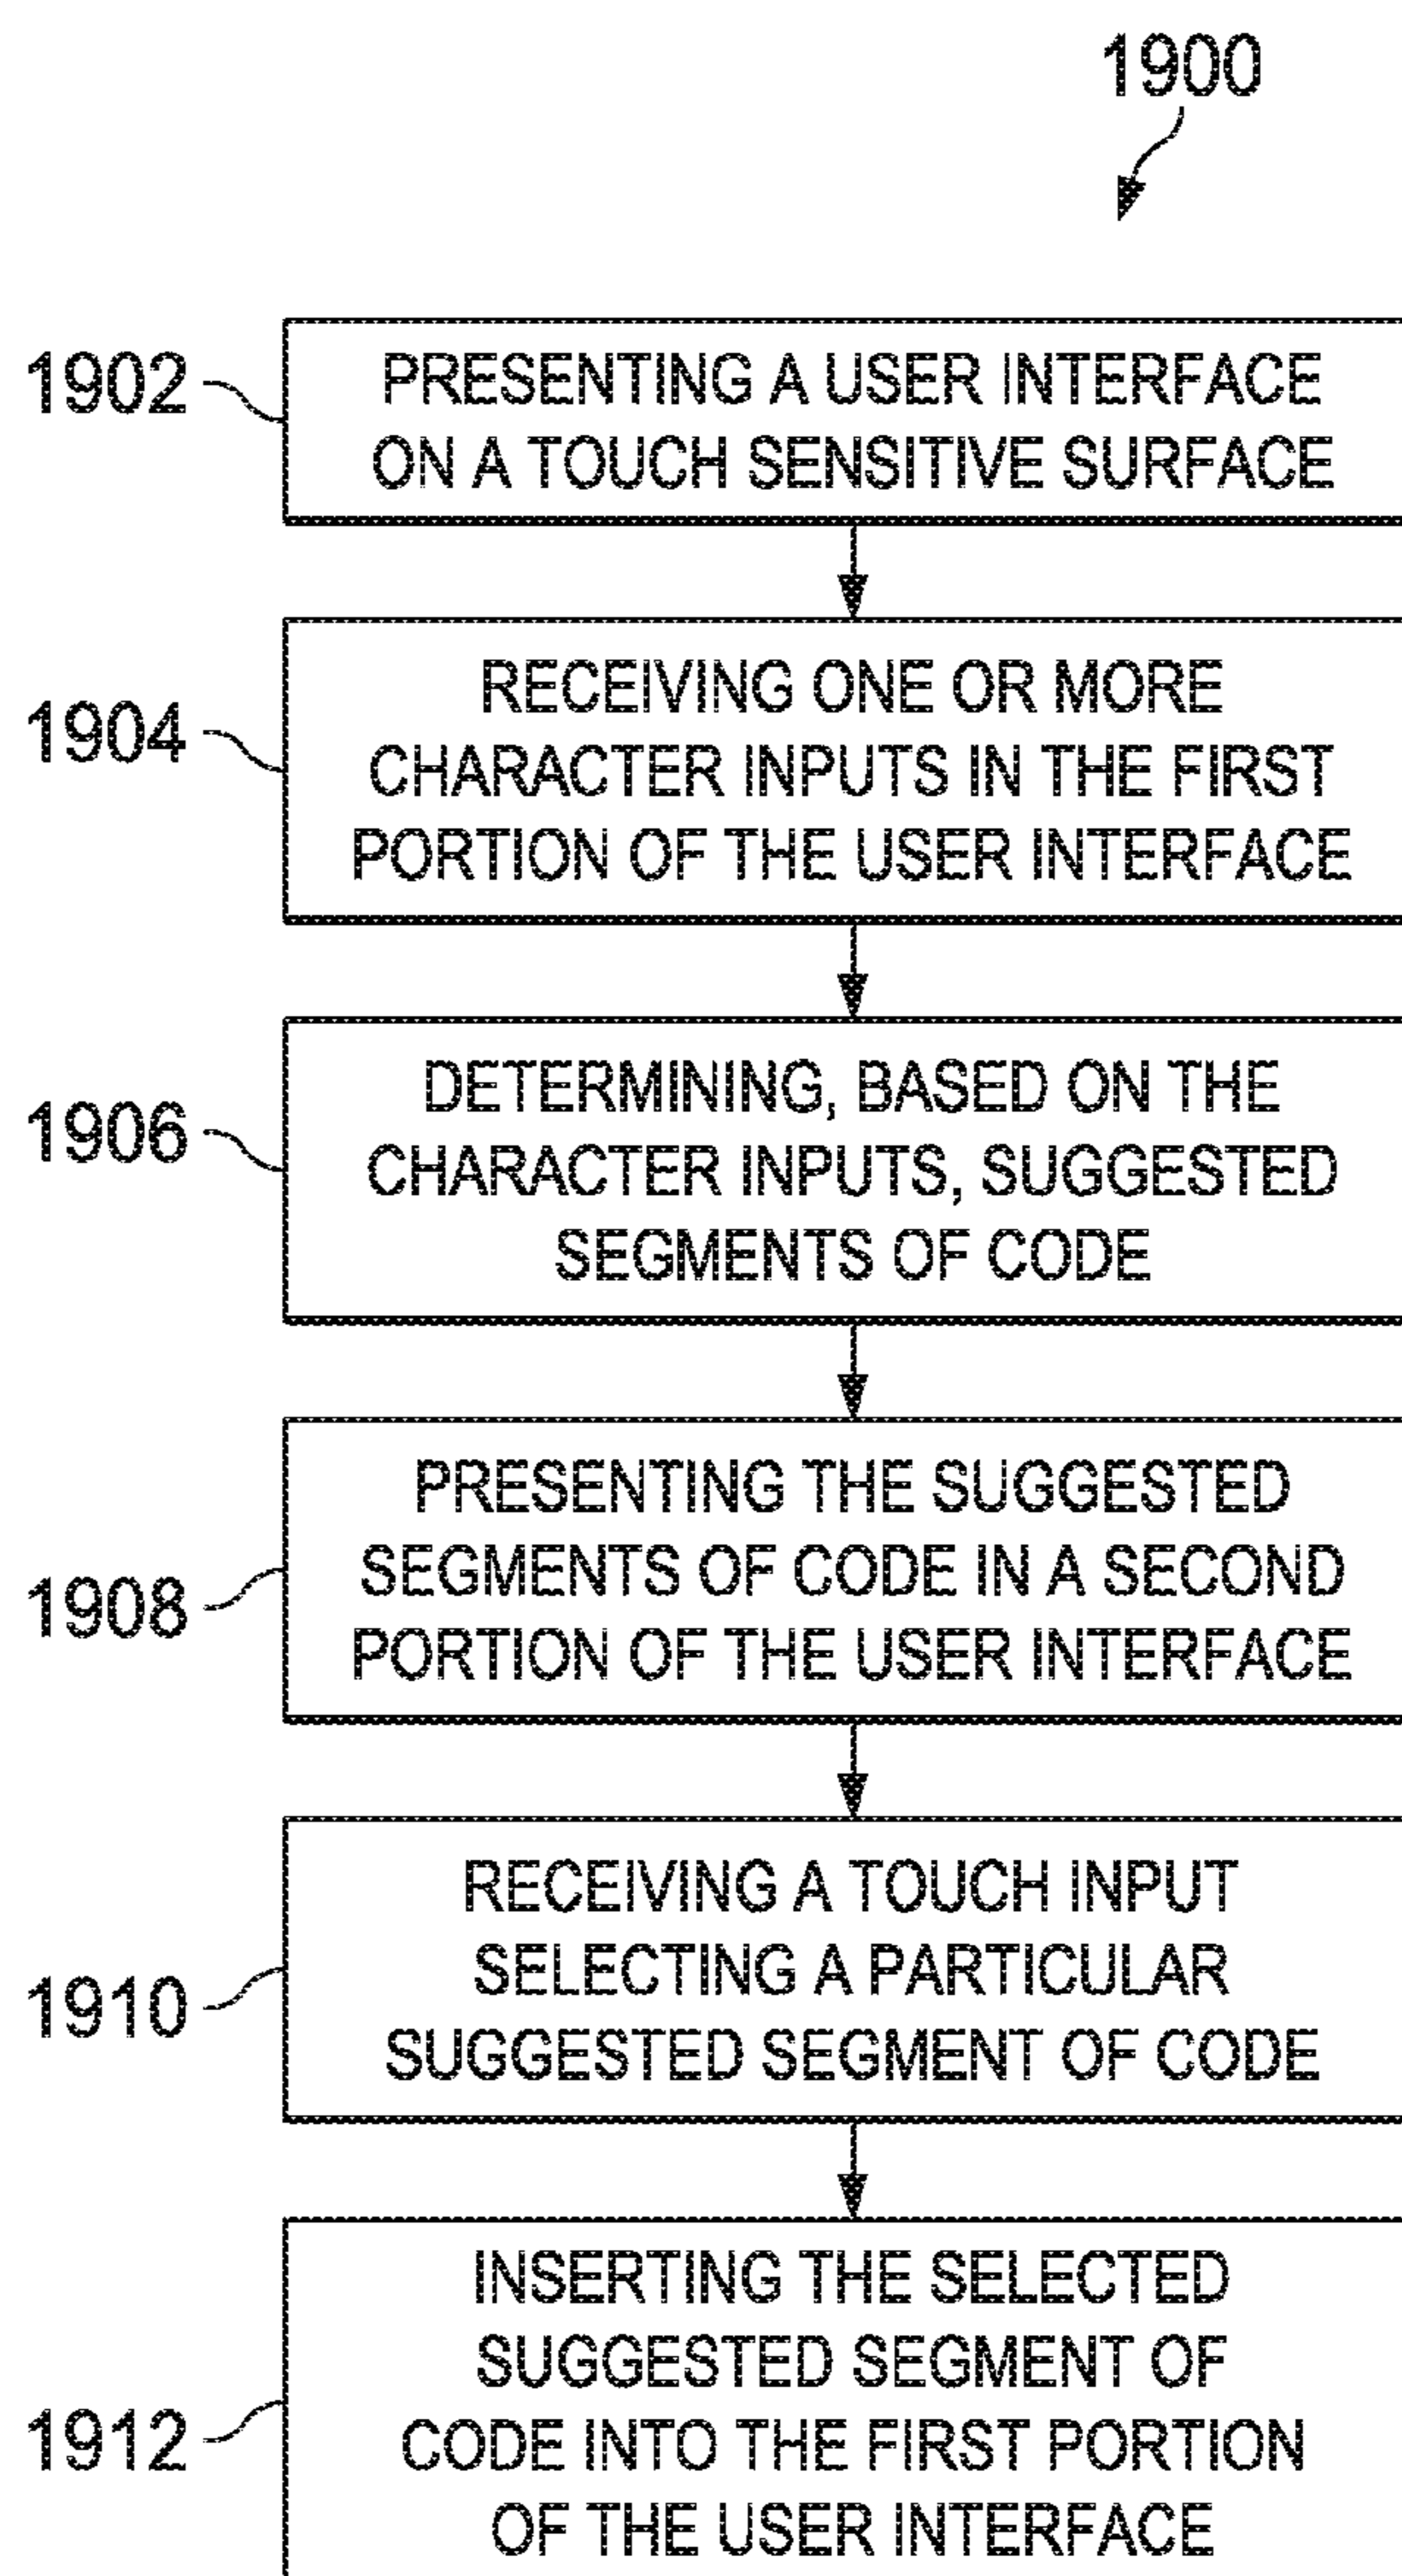 1900
1902
PRESENTING A USER INTERFACE
ON A TOUCH SENSITIVE SURFACE
1904
RECEIVING ONE OR MORE
CHARACTER INPUTS IN THE FIRST
PORTION OF THE USER INTERFACE
1906
DETERMINING, BASED ON THE
CHARACTER INPUTS, SUGGESTED
SEGMENTS OF CODE
1908
PRESENTING THE SUGGESTED
SEGMENTS OF CODE IN A SECOND
PORTION OF THE USER INTERFACE
1910
RECEIVING A TOUCH INPUT
SELECTING A PARTICULAR
SUGGESTED SEGMENT OF CODE
1912
INSERTING THE SELECTED
SUGGESTED SEGMENT OF
CODE INTO THE FIRST PORTION
OF THE USER INTERFACE